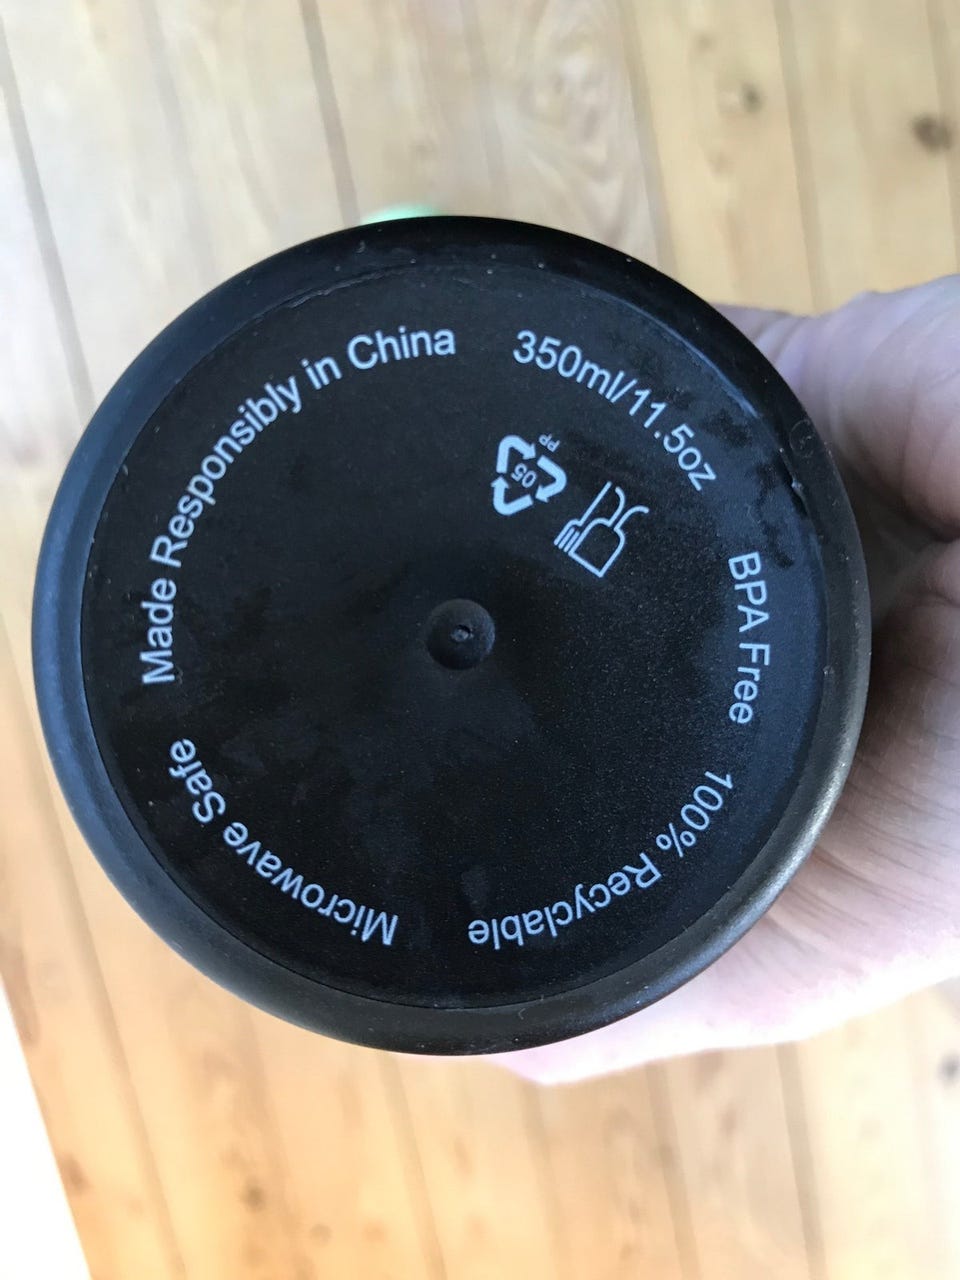 Made Responsibly in China
350ml/11.5oz
BPA Free
100% Recyclable
Microwave Safe
05
PP